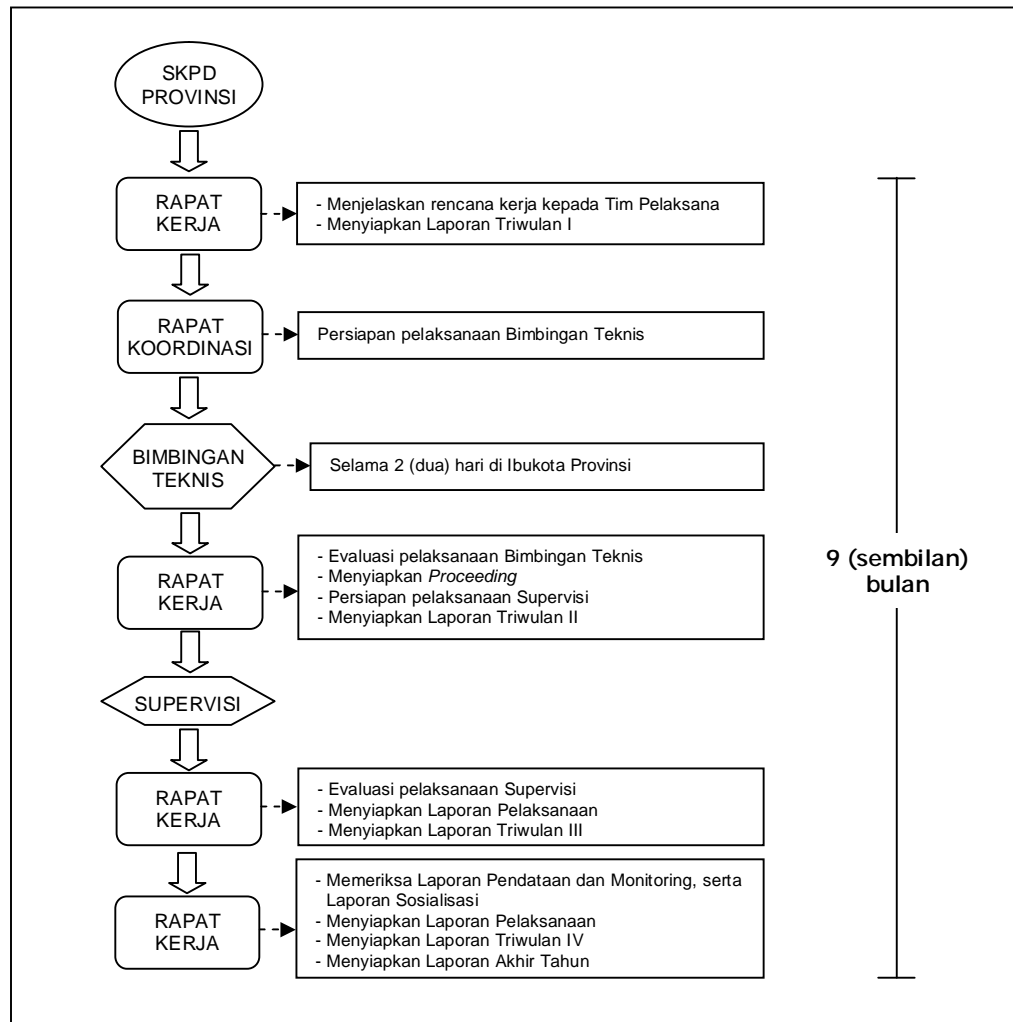 SKPD
PROVINSI
RAPAT
KERJA
- Menjelaskan rencana kerja kepada Tim Pelaksana
- Menyiapkan Laporan Triwulan I
RAPAT
KOORDINASI
Persiapan pelaksanaan Bimbingan Teknis
BIMBINGAN
TEKNIS
Selama 2 (dua) hari di Ibukota Provinsi
RAPAT
KERJA
- Evaluasi pelaksanaan Bimbingan Teknis
- Menyiapkan Proceeding
- Persiapan pelaksanaan Supervisi
- Menyiapkan Laporan Triwulan II
9 (sembilan)
bulan
SUPERVISI
RAPAT
KERJA
- Evaluasi pelaksanaan Supervisi
- Menyiapkan Laporan Pelaksanaan
- Menyiapkan Laporan Triwulan III
RAPAT
KERJA
- Memeriksa Laporan Pendataan dan Monitoring, serta
Laporan Sosialisasi
- Menyiapkan Laporan Pelaksanaan
- Menyiapkan Laporan Triwulan IV
- Menyiapkan Laporan Akhir Tahun